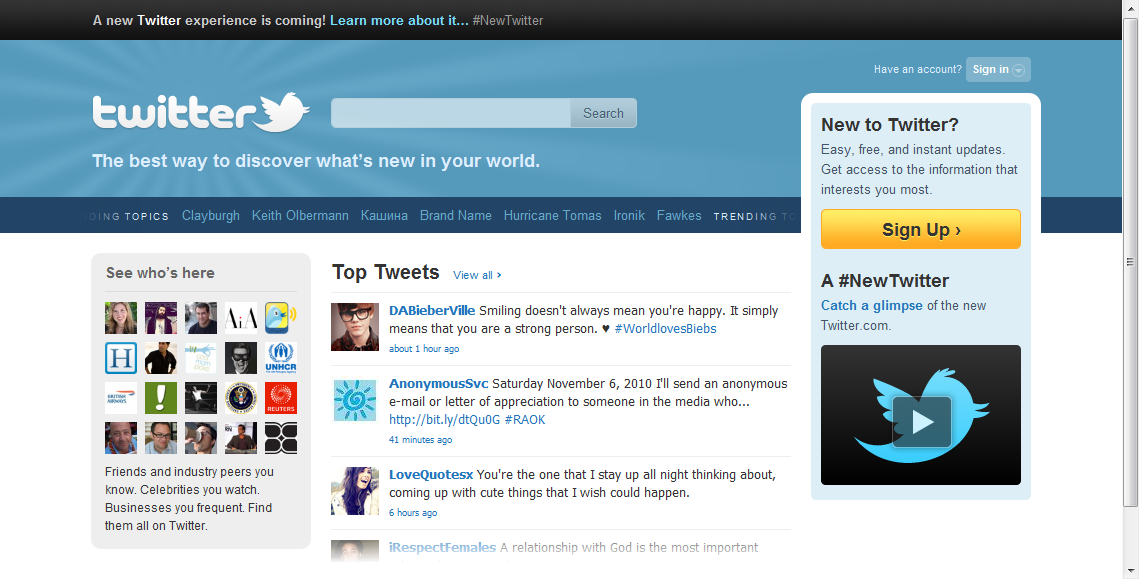 A new Twitter experience is coming! Learn more about it... #NewTwitter
Have an account? Sign in
twitter
Search
The best way to discover what's new in your world.
TOPICS Clayburgh Keith Olbermann Кашина Brand Name Hurricane Tomas Ironik Fawkes TRENDING
New to Twitter?
Easy, free, and instant updates.
Get access to the information that
interests you most.
Sign Up ›
A #NewTwitter
Catch a glimpse of the new
Twitter.com.
See who's here
AiA
H
UNHCR
BRITISH AIRWAYS
REUTERS
Friends and industry peers you
know. Celebrities you watch.
Businesses you frequent. Find
them all on Twitter.
Top Tweets View all ›
DABieberVille Smiling doesn't always mean you're happy. It simply
means that you are a strong person. ♥ #WorldlovesBiebs
about 1 hour ago
AnonymousSvc Saturday November 6, 2010 I'll send an anonymous
e-mail or letter of appreciation to someone in the media who...
http://bit.ly/dtQu0G #RAOK
41 minutes ago
LoveQuotesx You're the one that I stay up all night thinking about,
coming up with cute things that I wish could happen.
6 hours ago
iRespectFemales A relationship with God is the most important